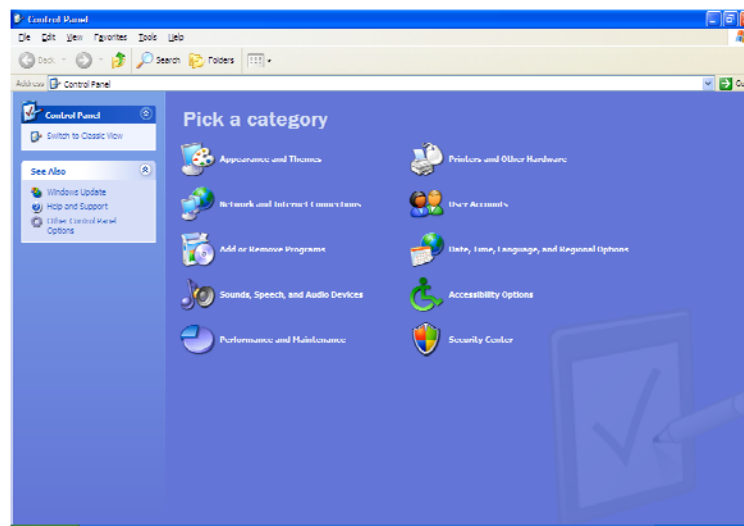 Control Panel
File Edit View Favorites Tools Help
Back Search Folders
Address Control Panel
Control Panel
Switch to Classic View
See Also
Windows Update
Help and Support
Other Control Panel
Options
Pick a category
Appearance and Themes
Printers and Other Hardware
Network and Internet Connections
User Accounts
Add or Remove Programs
Date, Time, Language, and Regional Options
Sounds, Speech, and Audio Devices
Accessibility Options
Performance and Maintenance
Security Center